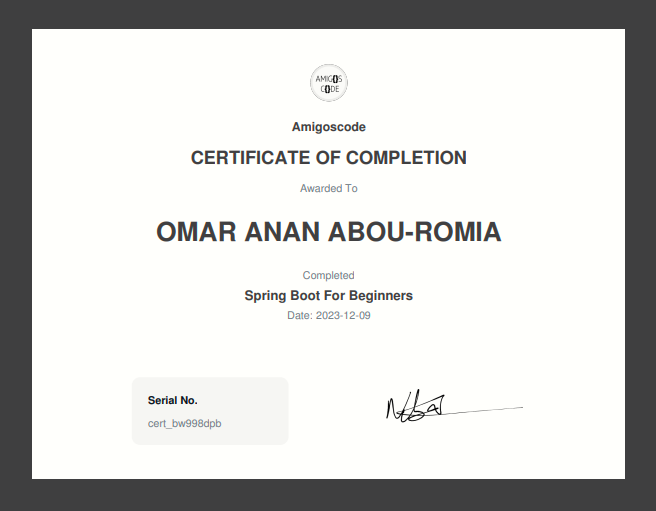 AMIGOS
CODE
Amigoscode
CERTIFICATE OF COMPLETION
Awarded To
OMAR ANAN ABOU-ROMIA
Completed
Spring Boot For Beginners
Date: 2023-12-09
Serial No.
cert_bw998dpb